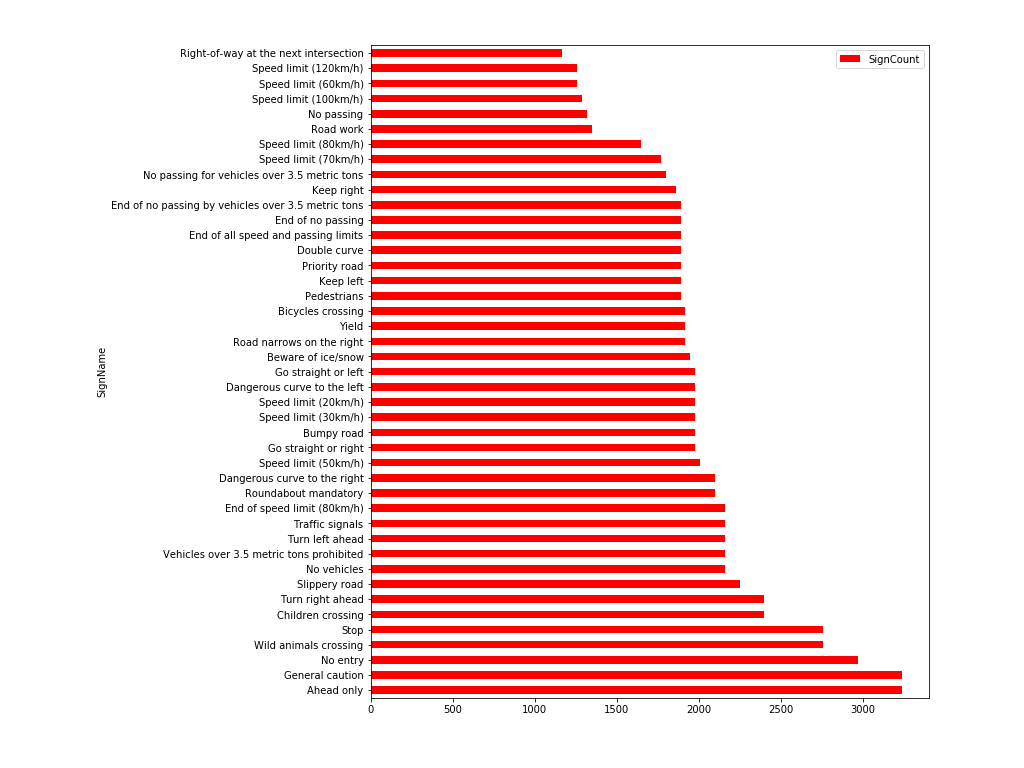 SignCount
Right-of-way at the next intersection
Speed limit (120km/h)
Speed limit (60km/h)
Speed limit (100km/h)
No passing
Road work
Speed limit (80km/h)
Speed limit (70km/h)
No passing for vehicles over 3.5 metric tons
Keep right
End of no passing by vehicles over 3.5 metric tons
End of no passing
End of all speed and passing limits
Double curve
Priority road
Keep left
Pedestrians
Bicycles crossing
Yield
Road narrows on the right
Beware of ice/snow
Go straight or left
Dangerous curve to the left
Speed limit (20km/h)
Speed limit (30km/h)
Bumpy road
Go straight or right
Speed limit (50km/h)
Dangerous curve to the right
Roundabout mandatory
End of speed limit (80km/h)
Traffic signals
Turn left ahead
Vehicles over 3.5 metric tons prohibited
No vehicles
Slippery road
Turn right ahead
Children crossing
Stop
Wild animals crossing
No entry
General caution
Ahead only
SignName
0 500 1000 1500 2000 2500 3000